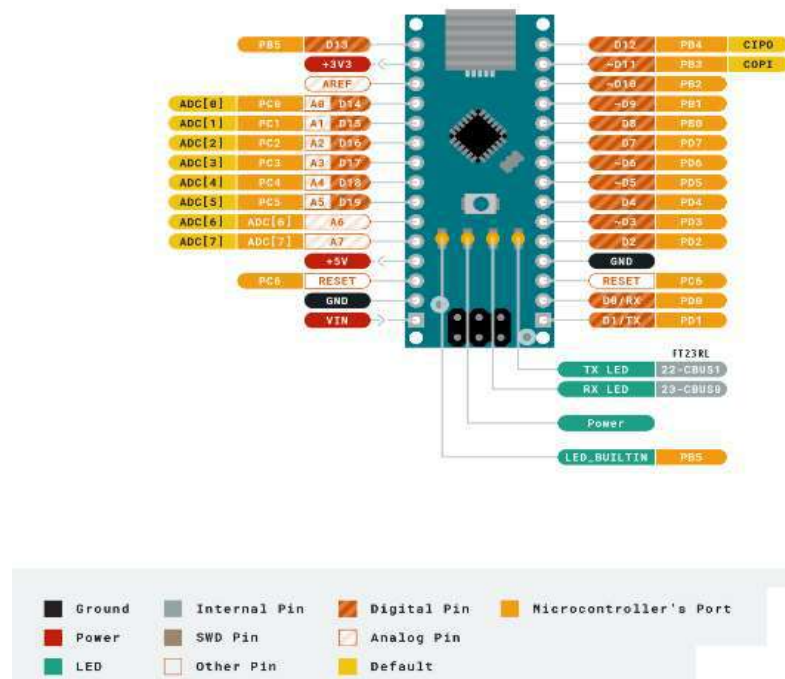 PB5 D13 D12 PB4 CIPO
+3V3 ~D11 PB3 COPI
AREF ~D10 PB2
ADC[0] PC0 A0 D14 ~D9 PB1
ADC[1] PC1 A1 D15 D8 PB0
ADC[2] PC2 A2 D16 D7 PD7
ADC[3] PC3 A3 D17 ~D6 PD6
ADC[4] PC4 A4 D18 ~D5 PD5
ADC[5] PC5 A5 D19 D4 PD4
ADC[6] ADC[6] A6 ~D3 PD3
ADC[7] ADC[7] A7 D2 PD2
+5V GND
PC6 RESET RESET PC6
GND D0/RX PD0
VIN D1/TX PD1
FT23RL
TX LED 22-CBUS1
RX LED 23-CBUS0
Power
LED_BUILTIN PB5
Ground Internal Pin Digital Pin Microcontroller's Port
Power SWD Pin Analog Pin
LED Other Pin Default